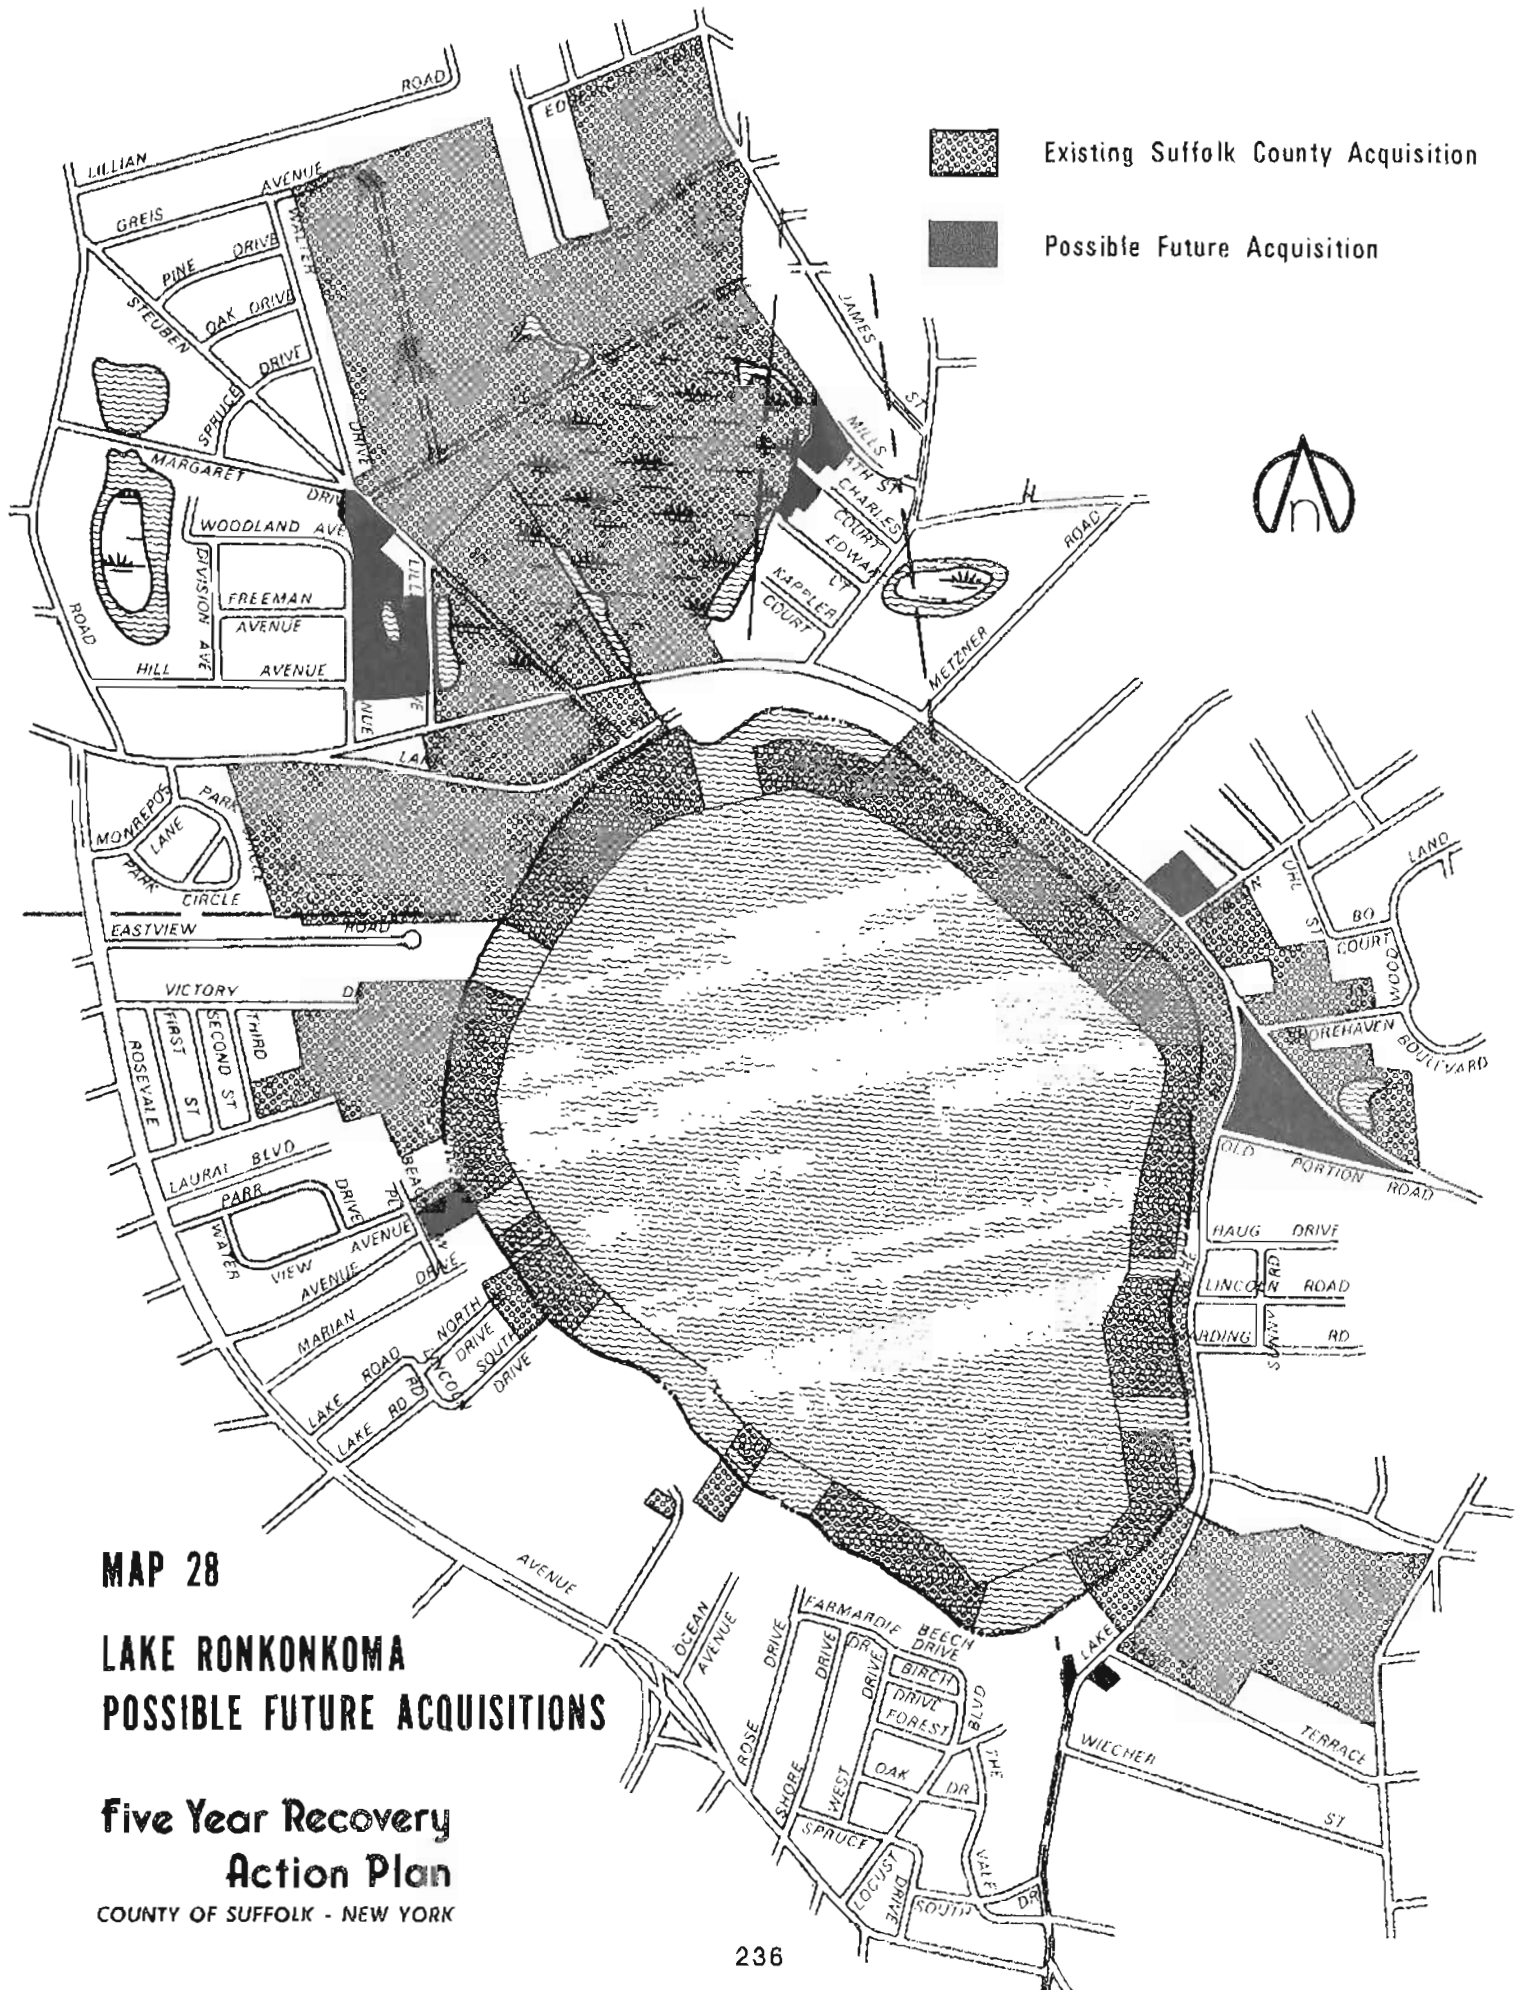 ROAD
LILLIAN
AVENUE
GREIS
WALTER
DRIVE
PINE DRIVE
OAK DRIVE
STEUBEN
SPRUCE DRIVE
MARGARET
WOODLAND AVE
DIVISION AVE
FREEMAN
AVENUE
HILL AVENUE
ROAD
Existing Suffolk County Acquisition
Possible Future Acquisition
JAMES
ST
MILLS
CHARLES
COURT
KAPPLER
COURT
H
ROAD
METZNER
n
MONREPOS
LANE
PARK
PARK
CIRCLE
EASTVIEW ROAD
VICTORY
ROSEVALE
FIRST
ST
SECOND ST
THIRD
LAURAL BLVD
PARR
DRIVE
WATER
VIEW
AVENUE
AVENUE
MARIAN DRIVE
NORTH
DRIVE
SOUTH
DRIVE
LAKE ROAD
LAKE RD
RD
LAND
UHL
ST
BO
COURT
WOOD
BOULEVARD
OLD PORTION ROAD
HAUG DRIVE
LINCOLN ROAD
RD
RDING RD
AVENUE
OCEAN
AVENUE
ROSE
DRIVE
SHORE
DRIVE
WEST
DRIVE
FARMARDIE
DR
BEECH
DRIVE
BIRCH
DRIVE
FOREST
BLVD
THE
VALE
OAK DR
SPRUCE
LOCUST
DRIVE
SOUTH DR
LAKE
TERRACE
WIECHER
ST
MAP 28
LAKE RONKONKOMA
POSSIBLE FUTURE ACQUISITIONS
Five Year Recovery
Action Plan
COUNTY OF SUFFOLK - NEW YORK
236